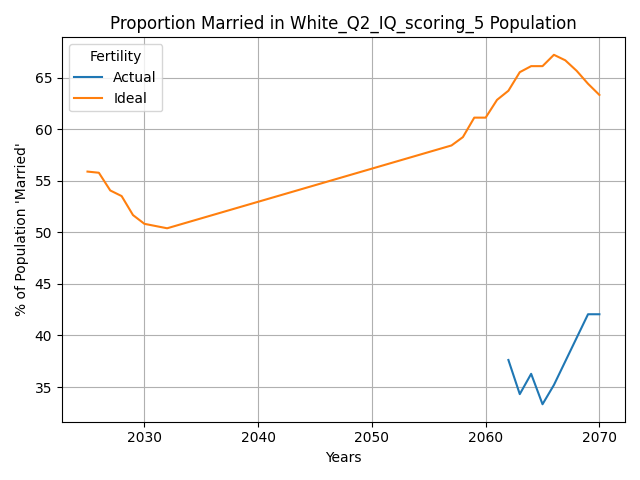 Proportion Married in White_Q2_IQ_scoring_5 Population
Fertility
Actual
Ideal
% of Population 'Married'
65
60
55
50
45
40
35
2030
2040
2050
2060
2070
Years